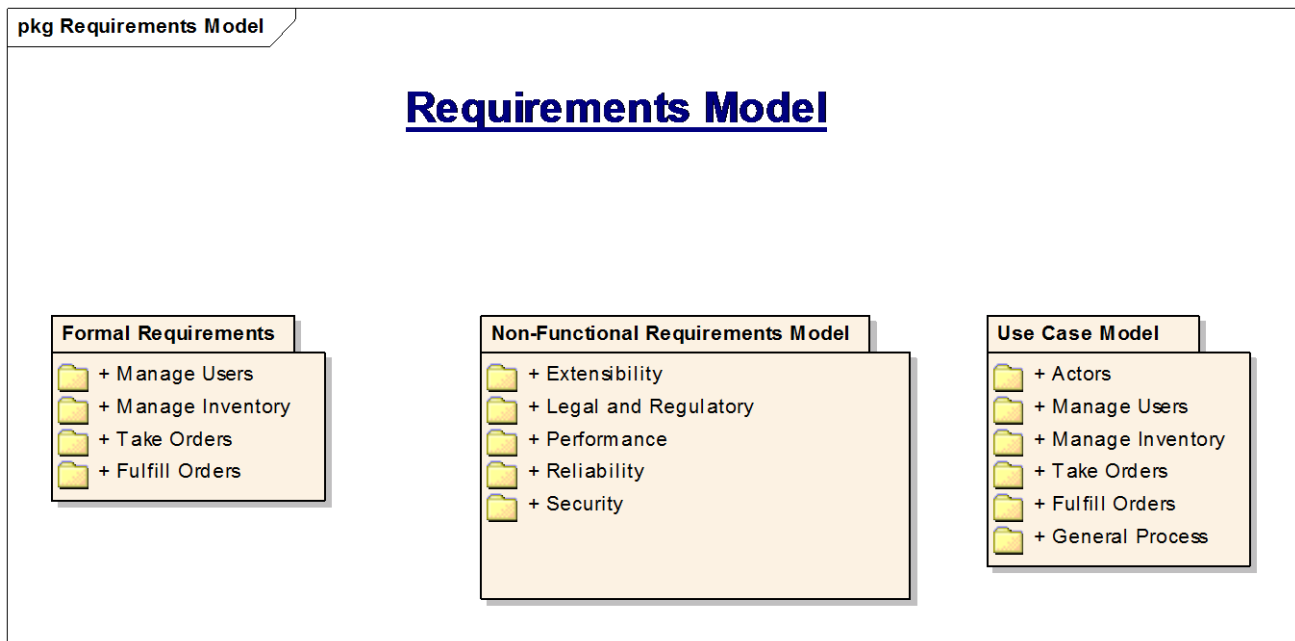 pkg Requirements Model
Requirements Model
Formal Requirements
+ Manage Users
+ Manage Inventory
+ Take Orders
+ Fulfill Orders
Non-Functional Requirements Model
+ Extensibility
+ Legal and Regulatory
+ Performance
+ Reliability
+ Security
Use Case Model
+ Actors
+ Manage Users
+ Manage Inventory
+ Take Orders
+ Fulfill Orders
+ General Process